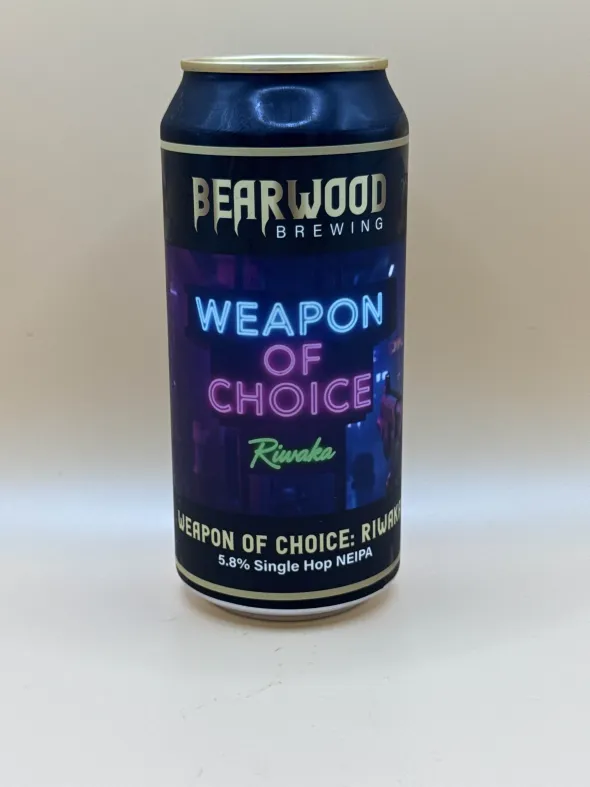 BEARWOOD
BREWING
WEAPON
OF
CHOICE
Riwaka
WEAPON OF CHOICE: RIWAKA
5.8% Single Hop NEIPA